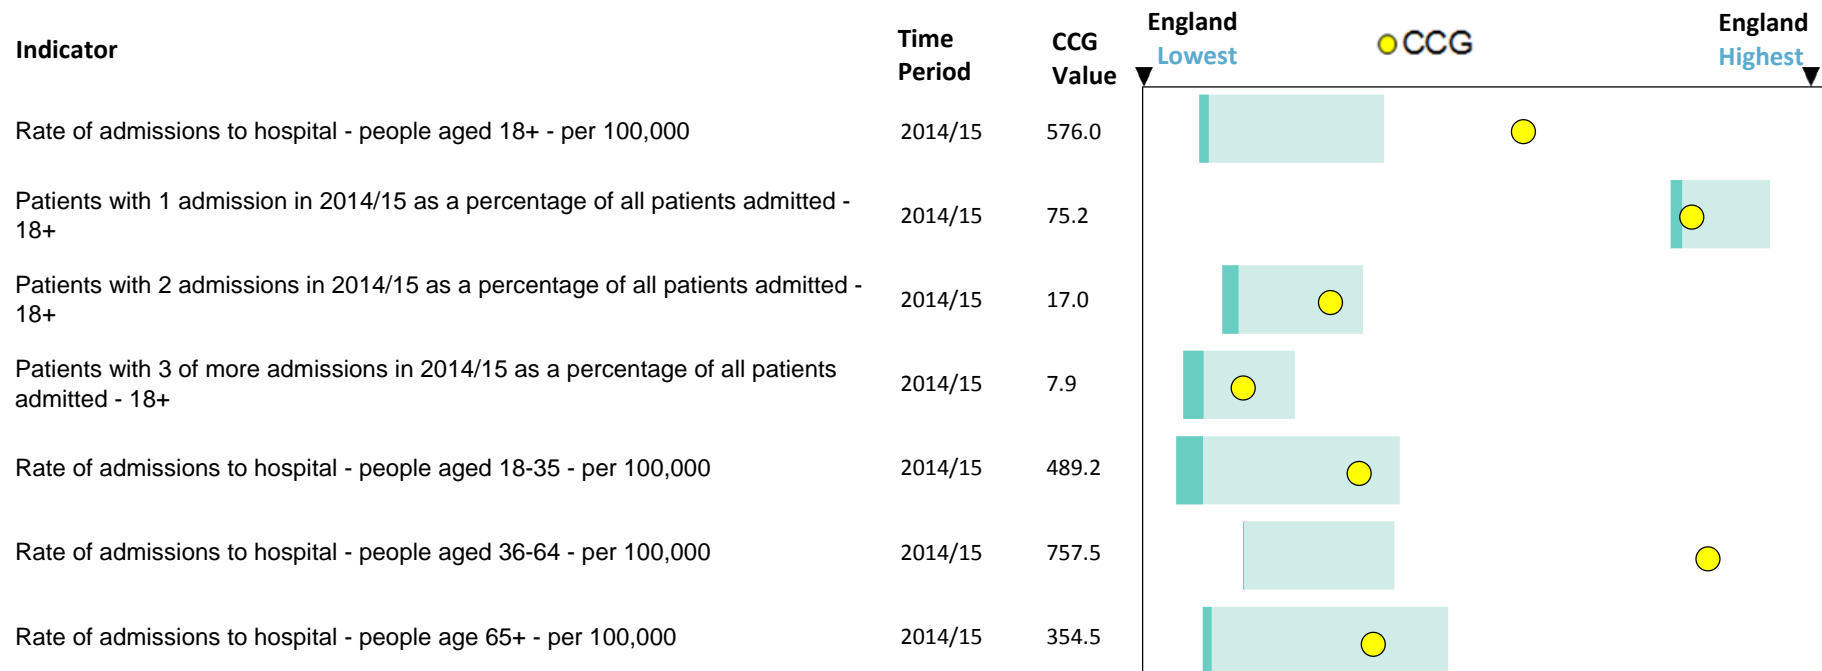 Indicator
Time Period
CCG Value
England Lowest
CCG
England Highest
Rate of admissions to hospital - people aged 18+ - per 100,000 2014/15 576.0
Patients with 1 admission in 2014/15 as a percentage of all patients admitted -
18+
2014/15 75.2
Patients with 2 admissions in 2014/15 as a percentage of all patients admitted -
18+
2014/15 17.0
Patients with 3 of more admissions in 2014/15 as a percentage of all patients
admitted - 18+
2014/15 7.9
Rate of admissions to hospital - people aged 18-35 - per 100,000 2014/15 489.2
Rate of admissions to hospital - people aged 36-64 - per 100,000 2014/15 757.5
Rate of admissions to hospital - people age 65+ - per 100,000 2014/15 354.5